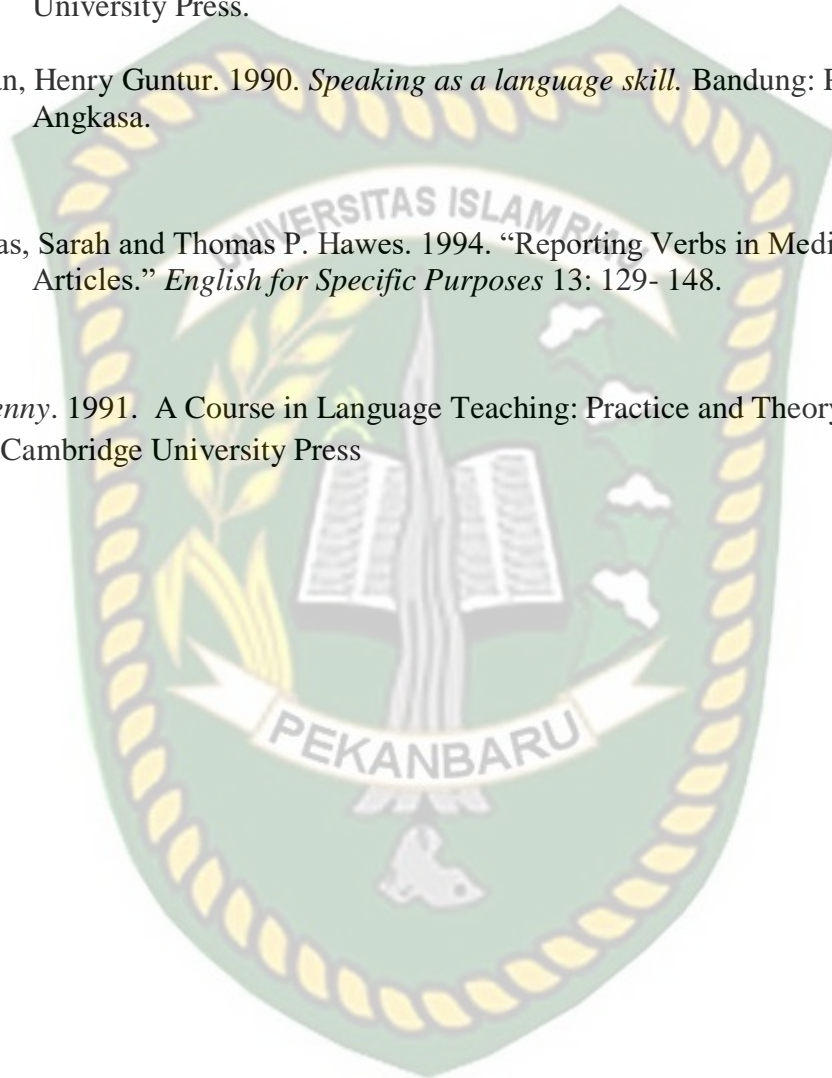 University Press.
an, Henry Guntur. 1990. Speaking as a language skill. Bandung:
Angkasa.
UNIVERSITAS ISLAM RIAU
as, Sarah and Thomas P. Hawes. 1994. “Reporting Verbs in Medi
Articles.” English for Specific Purposes 13: 129- 148.
enny. 1991. A Course in Language Teaching: Practice and Theory
Cambridge University Press
PEKANBARU